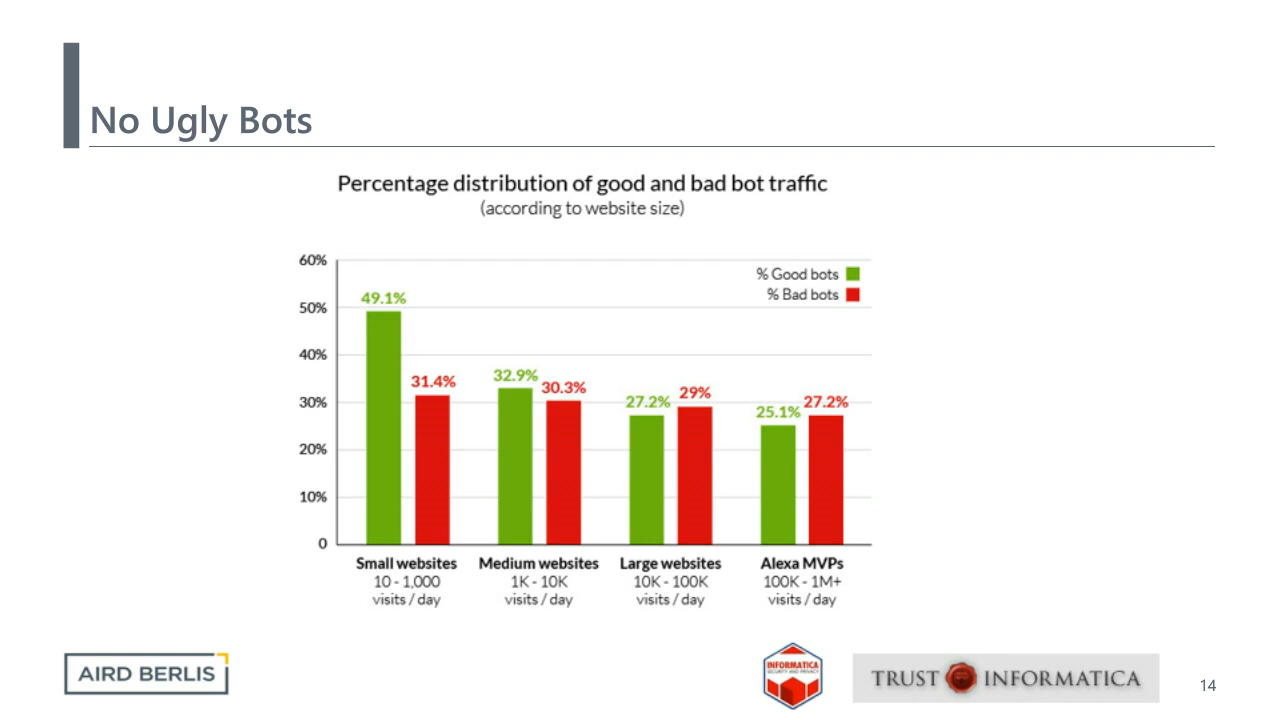 No Ugly Bots
Percentage distribution of good and bad bot traffic
(according to website size)
60%
50%
40%
30%
20%
10%
0
% Good bots
% Bad bots
49.1%
31.4%
32.9%
30.3%
27.2%
29%
25.1%
27.2%
Small websites
10 - 1,000
visits / day
Medium websites
1K - 10K
visits / day
Large websites
10K - 100K
visits / day
Alexa MVPs
100K - 1M+
visits / day
AIRD BERLIS
INFORMATICA
SECURITY AND PRIVACY
TRUST INFORMATICA
14